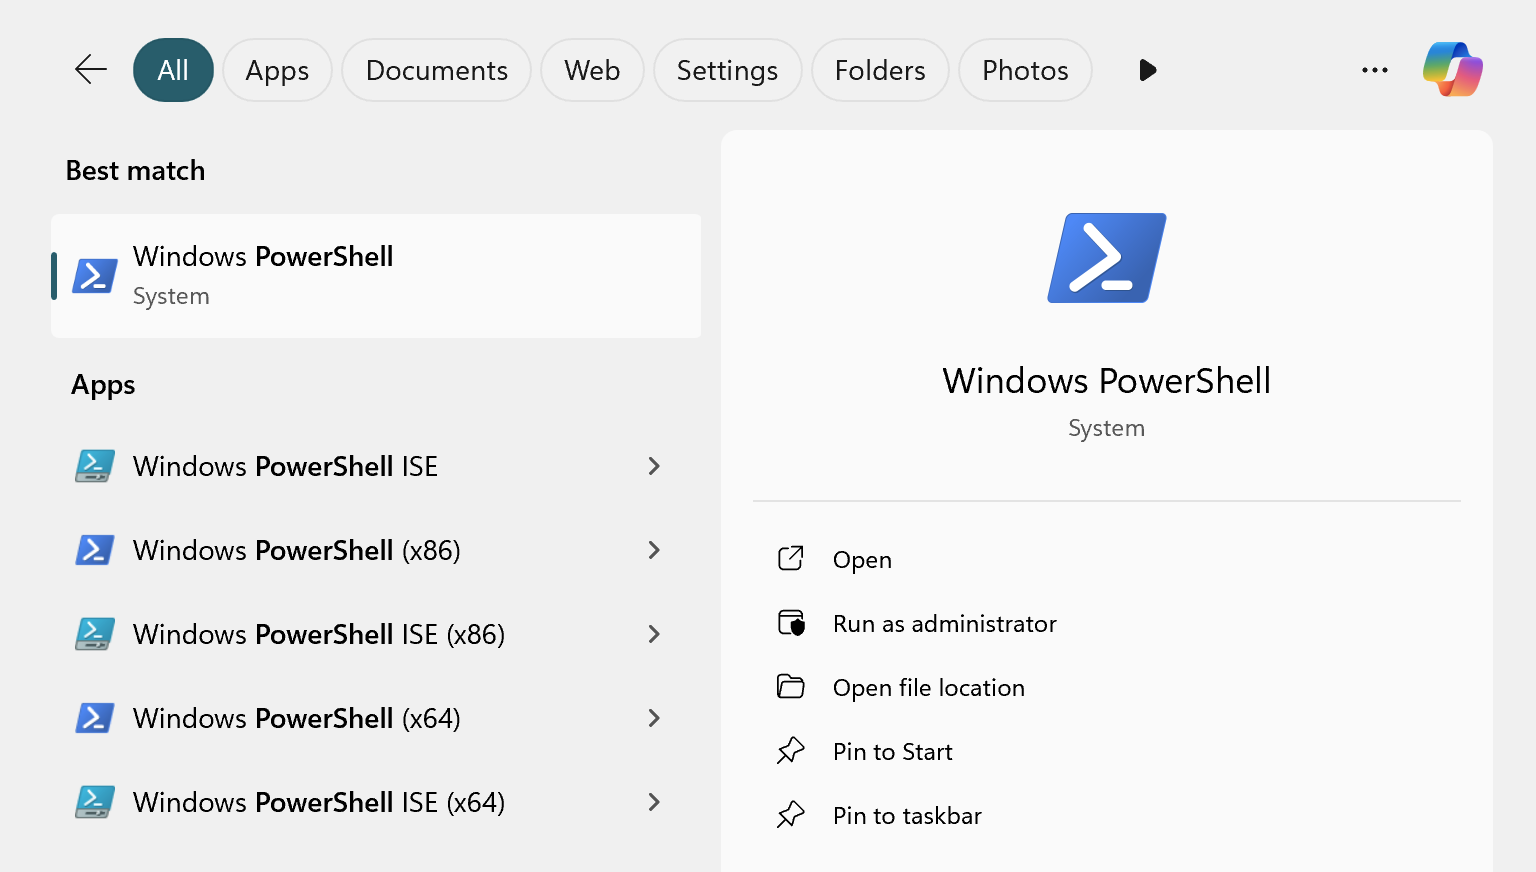 All Apps Documents Web Settings Folders Photos
Best match
Windows PowerShell
System
Apps
Windows PowerShell ISE
Windows PowerShell (x86)
Windows PowerShell ISE (x86)
Windows PowerShell (x64)
Windows PowerShell ISE (x64)
Windows PowerShell
System
Open
Run as administrator
Open file location
Pin to Start
Pin to taskbar